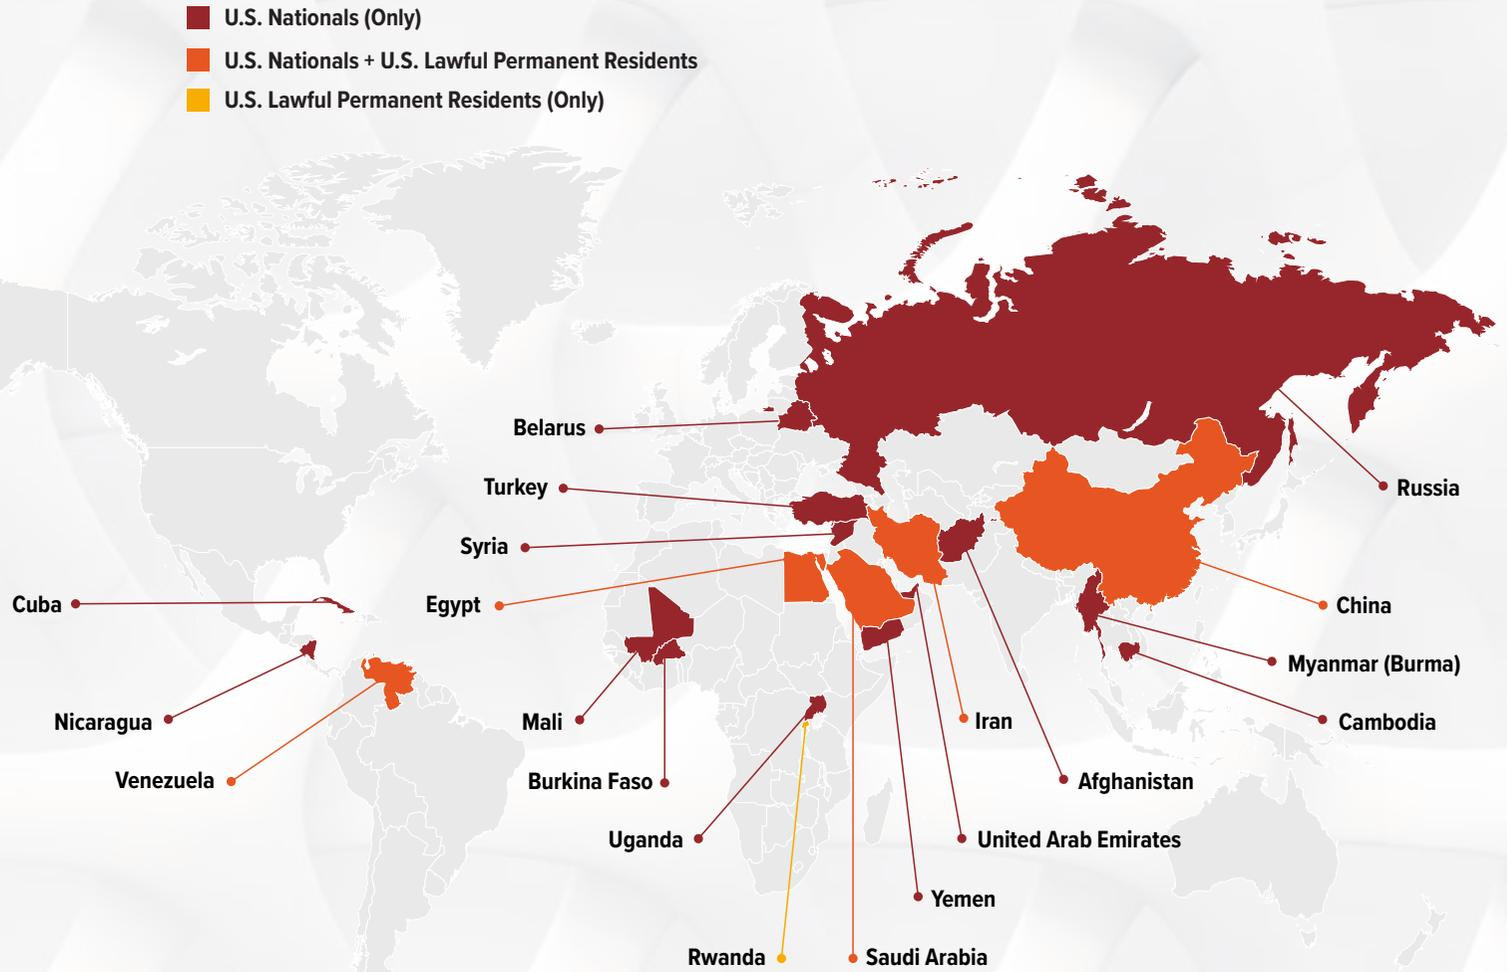 U.S. Nationals (Only)
U.S. Nationals + U.S. Lawful Permanent Residents
U.S. Lawful Permanent Residents (Only)
Belarus
Turkey
Russia
Syria
Cuba
Egypt
China
Myanmar (Burma)
Nicaragua
Mali
Iran
Cambodia
Venezuela
Burkina Faso
Afghanistan
Uganda
United Arab Emirates
Yemen
Rwanda
Saudi Arabia